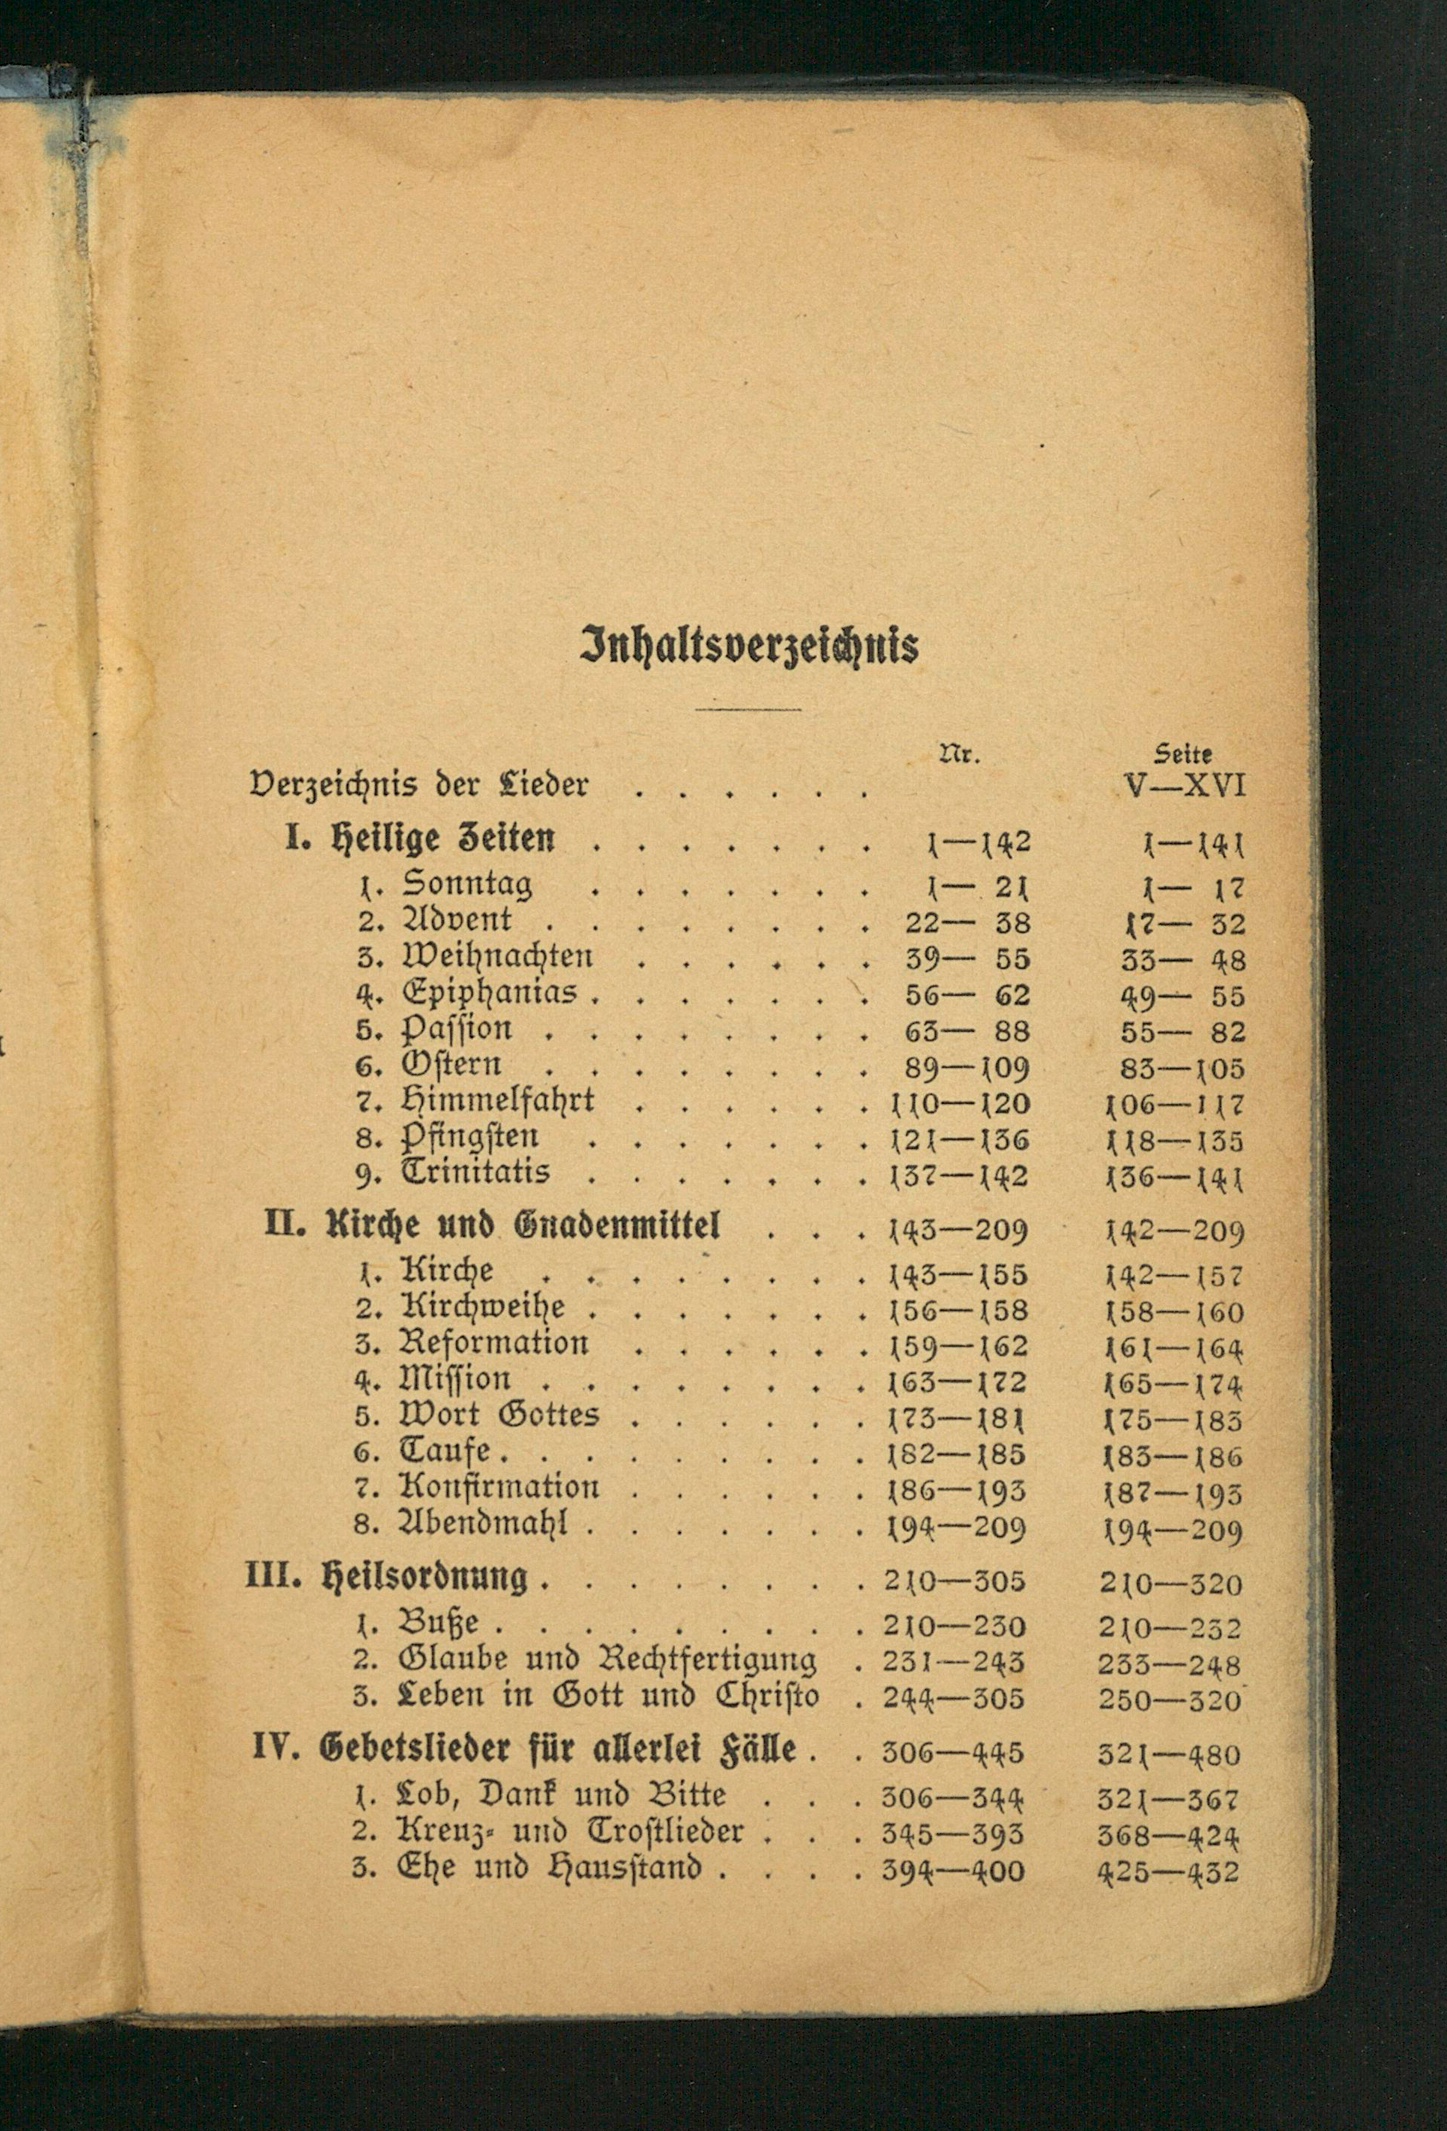 Inhaltsverzeichnis
Nr. Seite
Verzeichnis der Lieder . . . . . . V—XVI
I. Heilige Zeiten . . . . . . . 1—142 1—141
1. Sonntag . . . . . . . 1— 21 1— 17
2. Advent . . . . . . . . 22— 38 17— 32
3. Weihnachten . . . . . . 39— 55 33— 48
4. Epiphanias . . . . . . . 56— 62 49— 55
5. Paſſion . . . . . . . . 63— 88 55— 82
6. Oſtern . . . . . . . . 89—109 83—105
7. Himmelfahrt . . . . . . 110—120 106—117
8. Pfingſten . . . . . . . 121—136 118—135
9. Trinitatis . . . . . . . 137—142 136—141
II. Kirche und Gnadenmittel . . . 143—209 142—209
1. Kirche . . . . . . . . 143—155 142—157
2. Kirchweihe . . . . . . . 156—158 158—160
3. Reformation . . . . . . 159—162 161—164
4. Miſſion . . . . . . . . 163—172 165—174
5. Wort Gottes . . . . . . 173—181 175—183
6. Taufe . . . . . . . . . 182—185 183—186
7. Konfirmation . . . . . . 186—193 187—193
8. Abendmahl . . . . . . . 194—209 194—209
III. Heilsordnung . . . . . . . . 210—305 210—320
1. Buße . . . . . . . . . 210—230 210—232
2. Glaube und Rechtfertigung . 231—243 233—248
3. Leben in Gott und Chriſto . 244—305 250—320
IV. Gebetslieder für allerlei Fälle . . 306—445 321—480
1. Lob, Dank und Bitte . . . 306—344 321—367
2. Kreuz- und Troſtlieder . . . 345—393 368—424
3. Ehe und Hausſtand . . . . 394—400 425—432